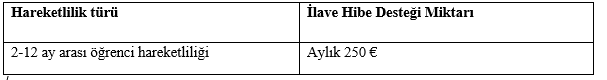 Hareketlilik türü İlave Hibe Desteği Miktarı
2-12 ay arası öğrenci hareketliliği Aylık 250 €